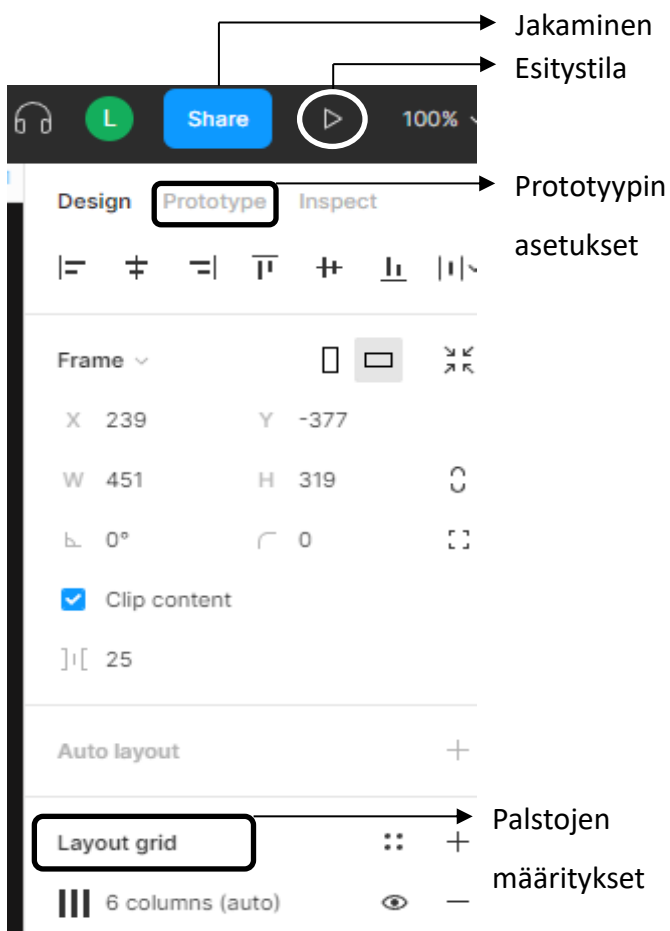 Jakaminen
Esitystila
L Share 100%
Design Prototype Inspect
Prototyypin
asetukset
Frame
X 239 Y -377
W 451 H 319
0° 0
Clip content
25
Auto layout
Layout grid
Palstojen
määritykset
6 columns (auto)